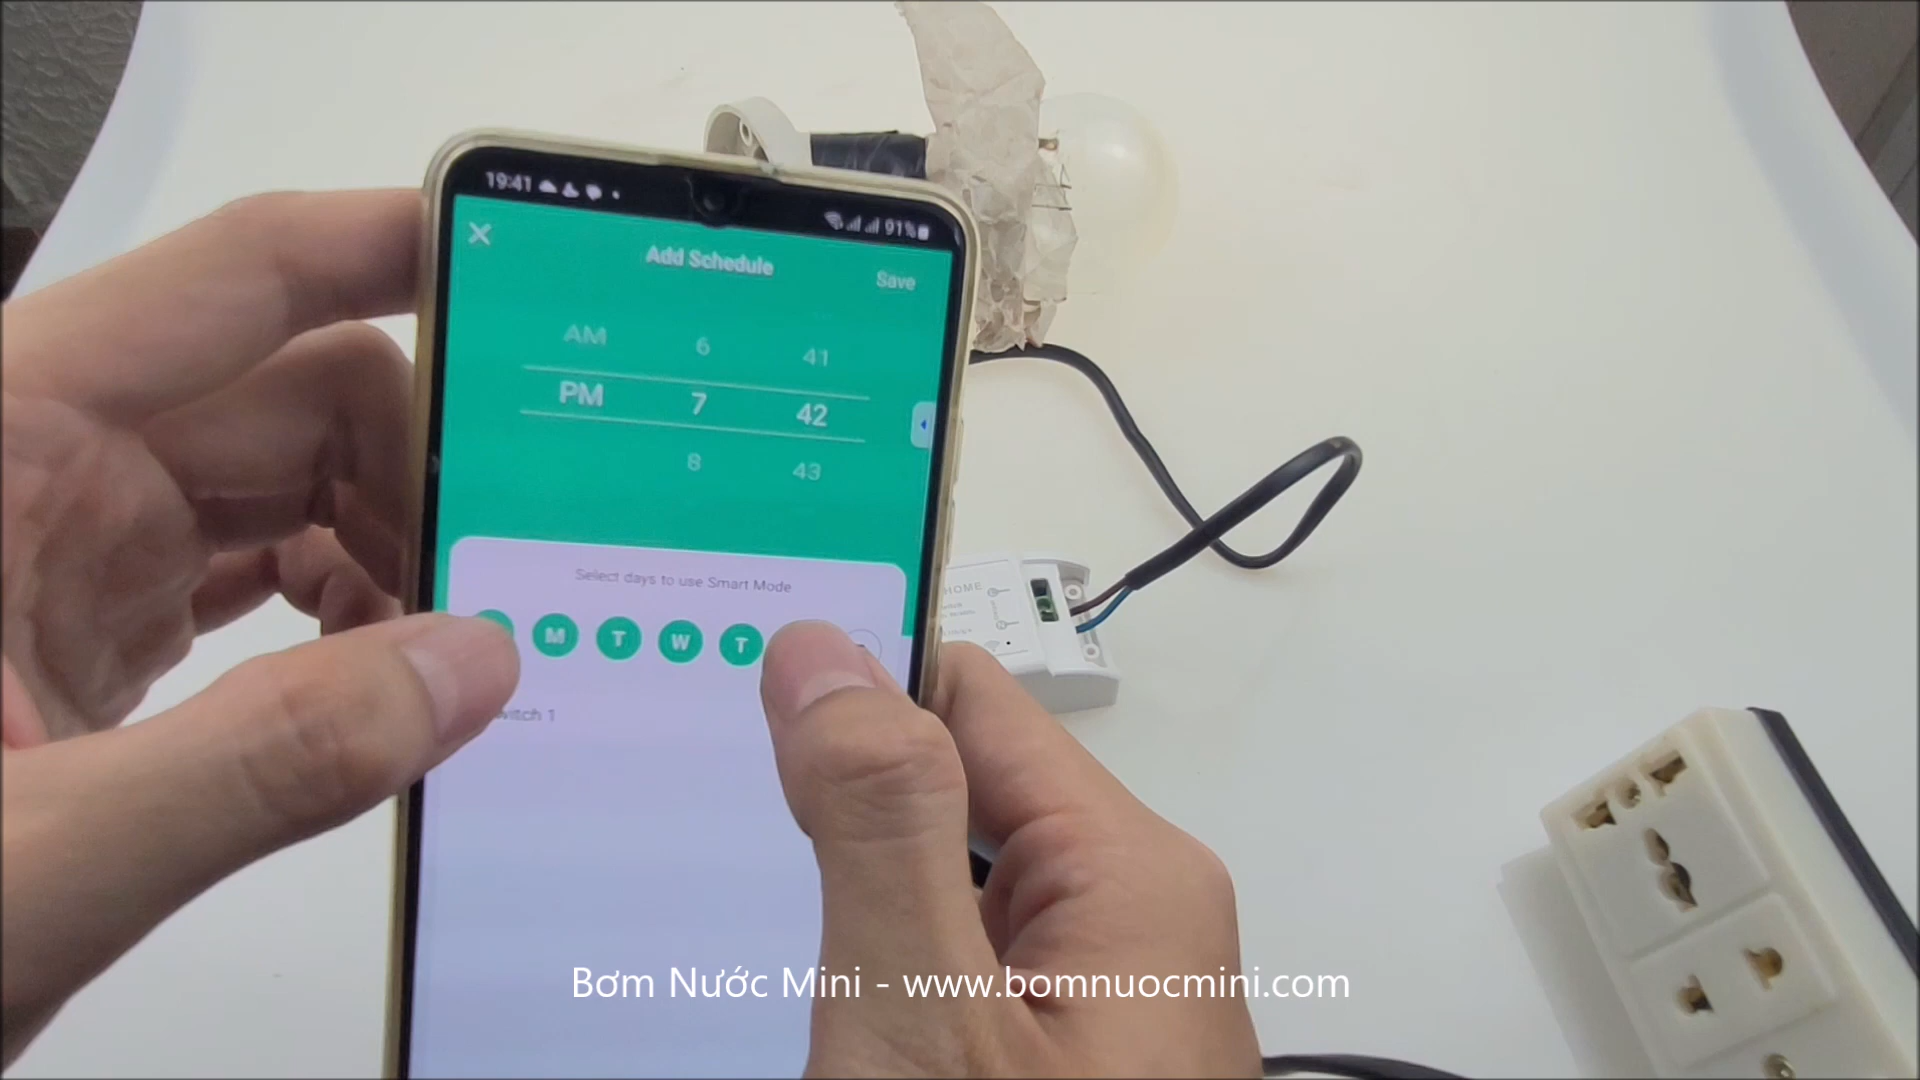 19:41
91%
Add Schedule
Save
AM 6 41
PM 7 42
8 43
Select days to use Smart Mode
M T W T
witch 1
HOME
Bơm Nước Mini - www.bomnuocmini.com